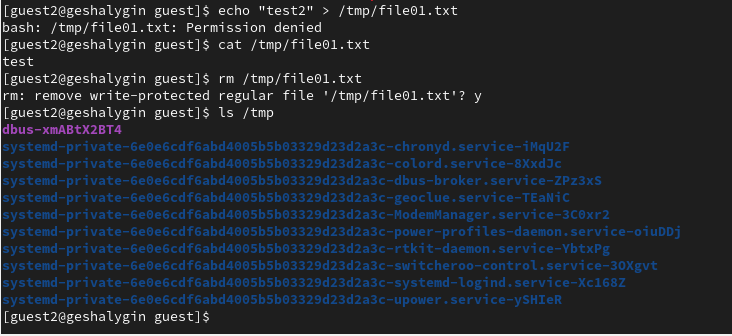 [guest2@geshalygin guest]$ echo "test2" > /tmp/file01.txt
bash: /tmp/file01.txt: Permission denied
[guest2@geshalygin guest]$ cat /tmp/file01.txt
test
[guest2@geshalygin guest]$ rm /tmp/file01.txt
rm: remove write-protected regular file '/tmp/file01.txt'? y
[guest2@geshalygin guest]$ ls /tmp
dbus-xmABtX2BT4
systemd-private-6e0e6cdf6abd4005b5b03329d23d2a3c-chronyd.service-iMqU2F
systemd-private-6e0e6cdf6abd4005b5b03329d23d2a3c-colord.service-8XxdJc
systemd-private-6e0e6cdf6abd4005b5b03329d23d2a3c-dbus-broker.service-ZPz3xS
systemd-private-6e0e6cdf6abd4005b5b03329d23d2a3c-geoclue.service-TEaNiC
systemd-private-6e0e6cdf6abd4005b5b03329d23d2a3c-ModemManager.service-3C0xr2
systemd-private-6e0e6cdf6abd4005b5b03329d23d2a3c-power-profiles-daemon.service-oiuDDj
systemd-private-6e0e6cdf6abd4005b5b03329d23d2a3c-rtkit-daemon.service-YbtxPg
systemd-private-6e0e6cdf6abd4005b5b03329d23d2a3c-switcheroo-control.service-3OXgvt
systemd-private-6e0e6cdf6abd4005b5b03329d23d2a3c-systemd-logind.service-Xc168Z
systemd-private-6e0e6cdf6abd4005b5b03329d23d2a3c-upower.service-ySHIeR
[guest2@geshalygin guest]$